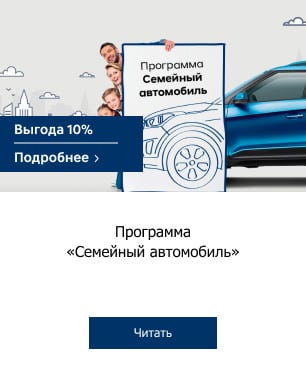 Программа
Семейный
автомобиль
Выгода 10%
Подробнее >
Программа
«Семейный автомобиль»
Читать